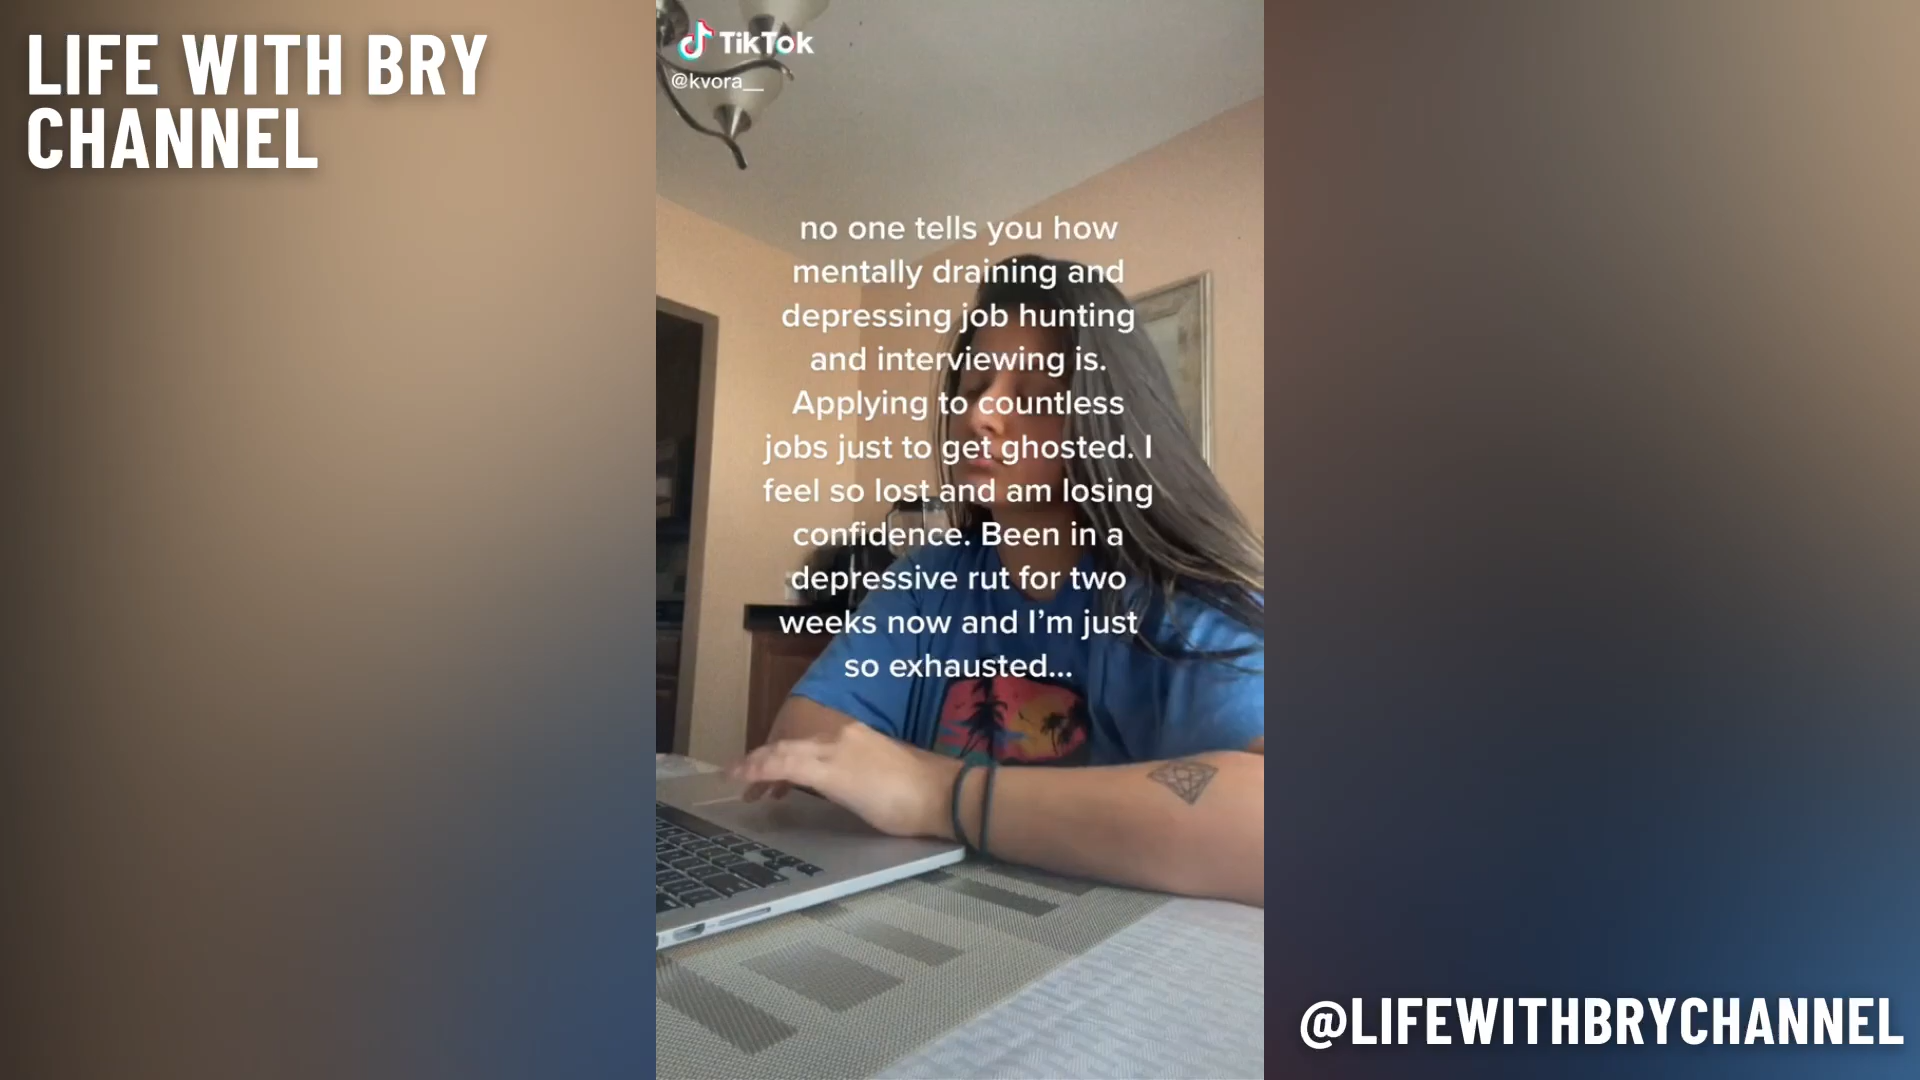 LIFE WITH BRY
CHANNEL
TikTok
@kvora__
no one tells you how
mentally draining and
depressing job hunting
and interviewing is.
Applying to countless
jobs just to get ghosted. I
feel so lost and am losing
confidence. Been in a
depressive rut for two
weeks now and I’m just
so exhausted...
@LIFEWITHBRYCHANNEL